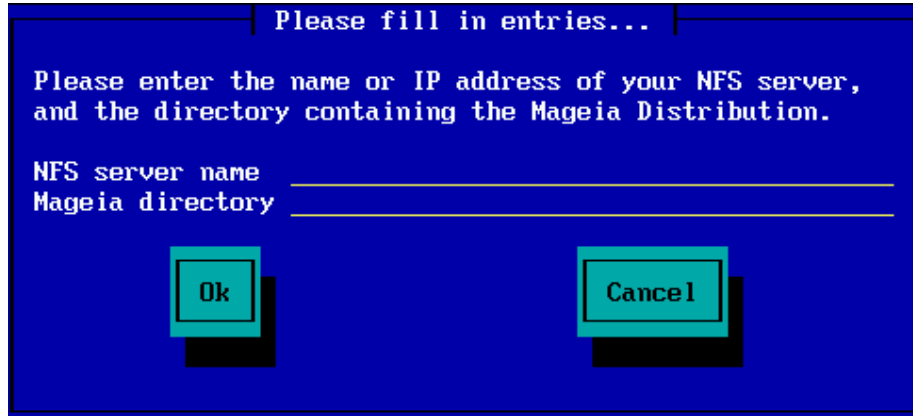 Please fill in entries...
Please enter the name or IP address of your NFS server,
and the directory containing the Mageia Distribution.
NFS server name
Mageia directory
Ok
Cancel